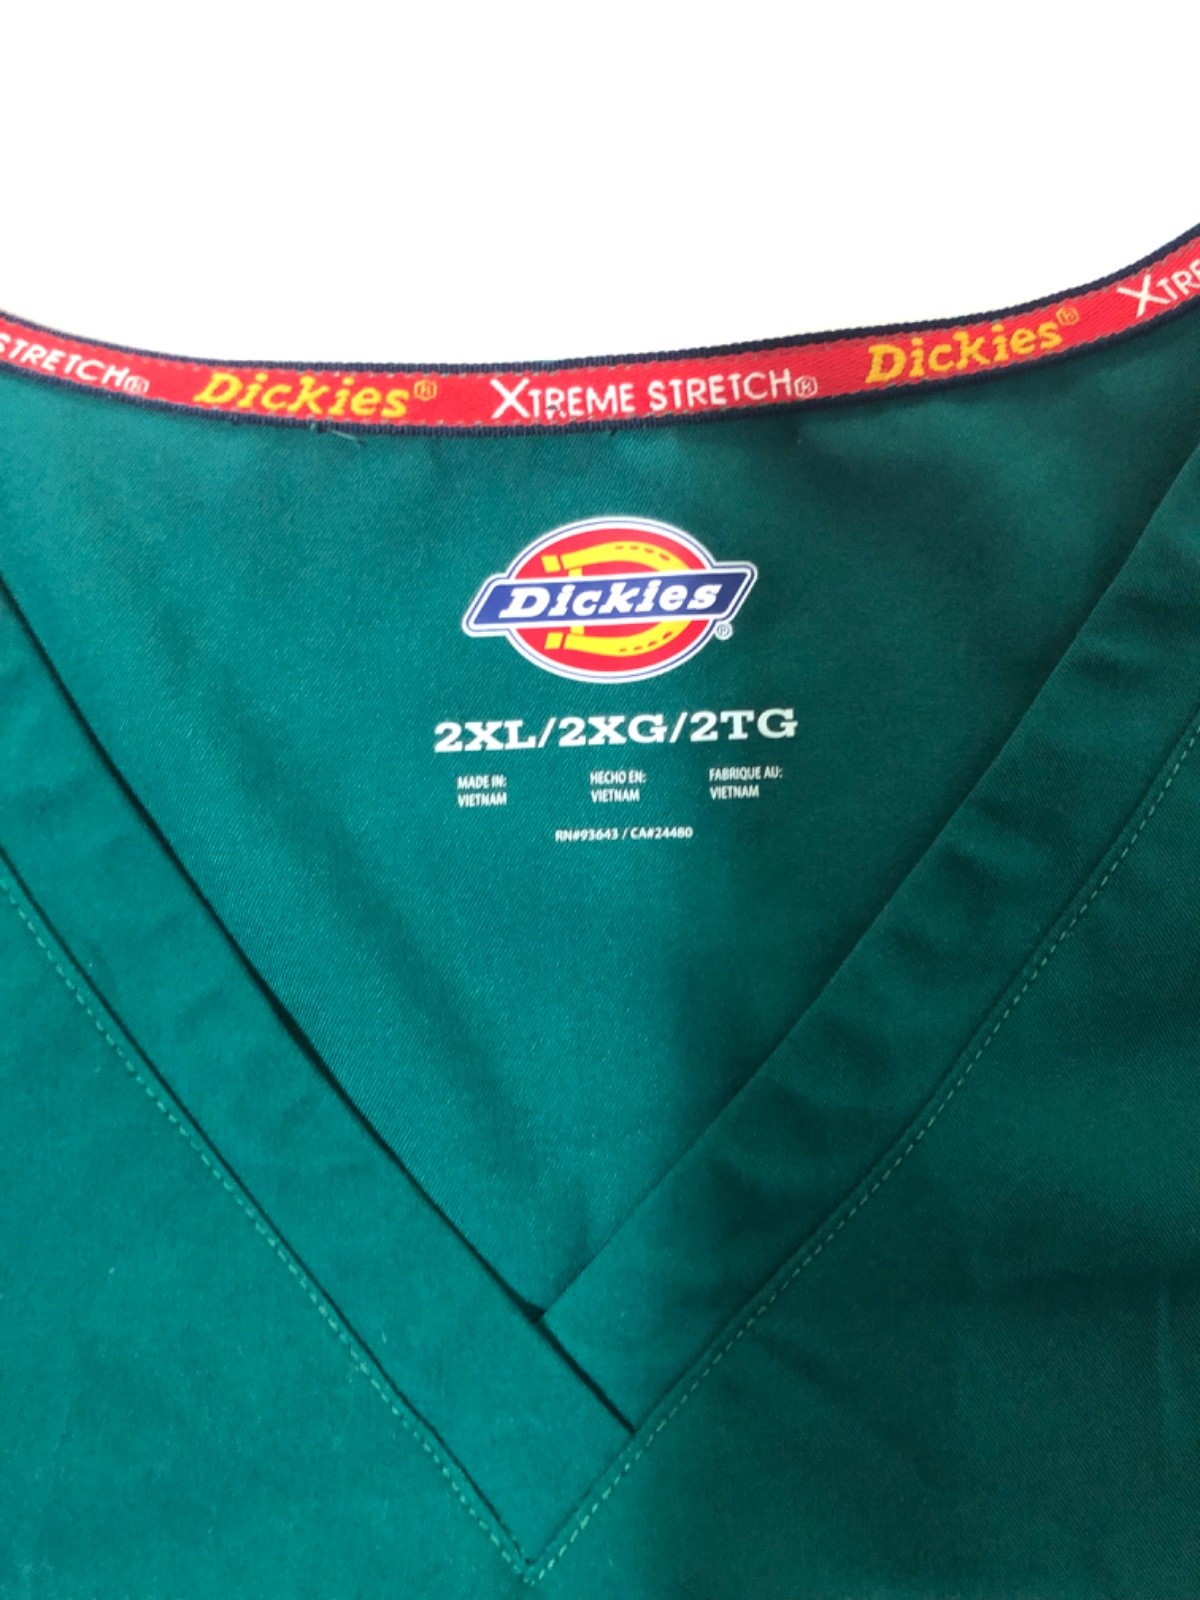 STRETCH® Dickies® XTREME STRETCH® Dickies® XTRE
Dickies®
2XL/2XG/2TG
MADE IN: HECHO EN: FABRIQUE AU:
VIETNAM VIETNAM VIETNAM
RN#93643 / CA#24480